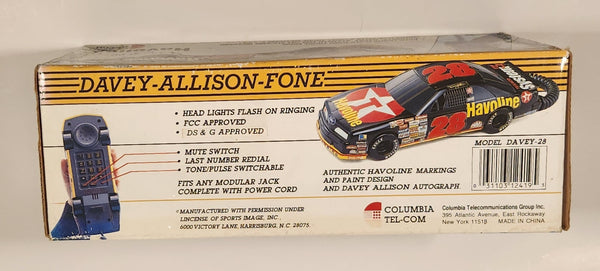 DAVEY-ALLISON-FONE
• HEAD LIGHTS FLASH ON RINGING
• FCC APPROVED
• DS & G APPROVED
• MUTE SWITCH
• LAST NUMBER REDIAL
• TONE/PULSE SWITCHABLE
FITS ANY MODULAR JACK
COMPLETE WITH POWER CORD
28
Havoline
28
Havoline
AUTHENTIC HAVOLINE MARKINGS
AND PAINT DESIGN
AND DAVEY ALLISON AUTOGRAPH
MODEL DAVEY-28
0 31103 12419 3
*MANUFACTURED WITH PERMISSION UNDER
LINCENSE OF SPORTS IMAGE, INC..
6000 VICTORY LANE, HARRISBURG, N.C. 28075.
COLUMBIA
TEL-COM
Columbia Telecommunications Group Inc.
395 Atlantic Avenue, East Rockaway
New York 11518 MADE IN CHINA